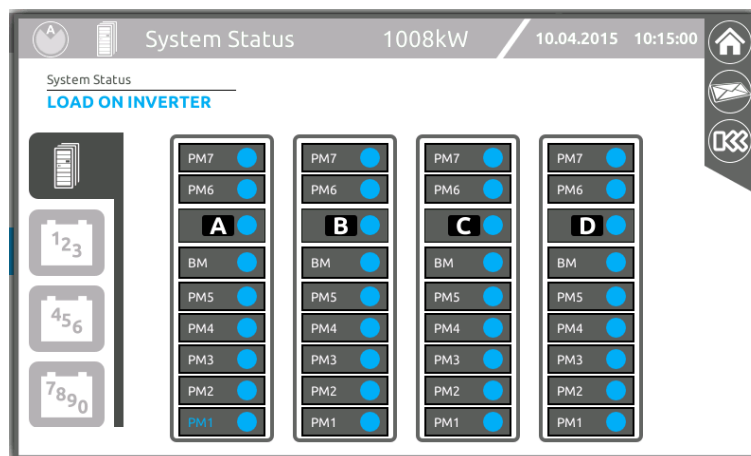 A System Status 1008kW 10.04.2015 10:15:00
System Status
LOAD ON INVERTER
PM7 PM7 PM7 PM7
PM6 PM6 PM6 PM6
A B C D
BM BM BM BM
PM5 PM5 PM5 PM5
PM4 PM4 PM4 PM4
PM3 PM3 PM3 PM3
PM2 PM2 PM2 PM2
PM1 PM1 PM1 PM1
123
456
7890